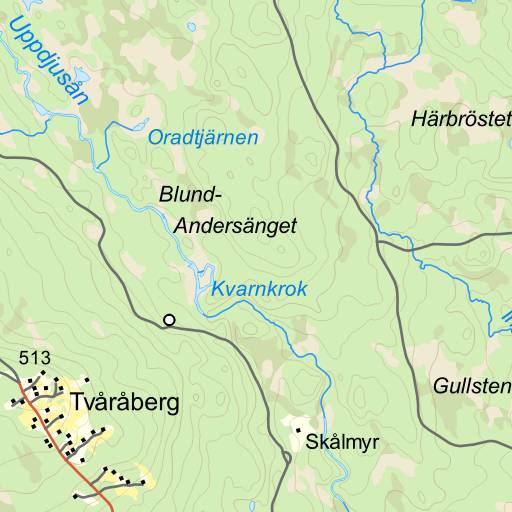 Uppdjusån
Härbröstet
Oradtjärnen
Blund-
Andersänget
Kvarnkrok
513
Gullsten
Tvåråberg
Skålmyr